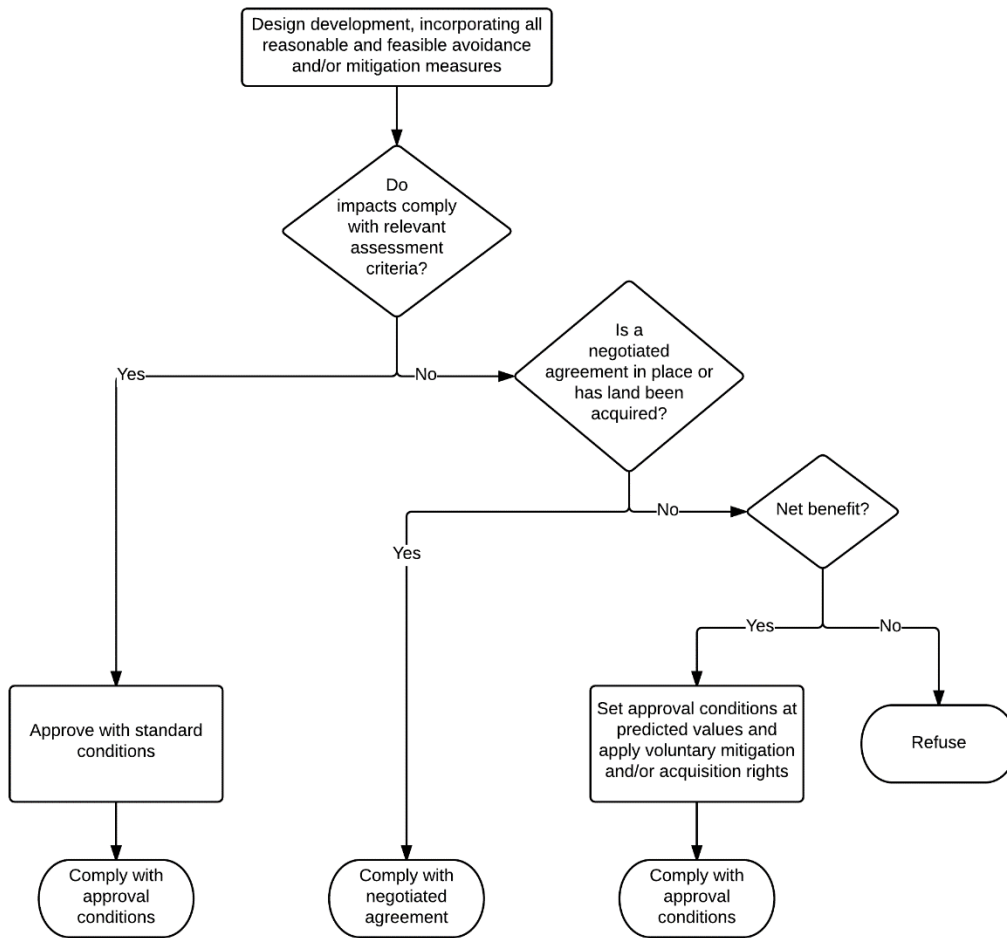 Design development, incorporating all
reasonable and feasible avoidance
and/or mitigation measures
Do
impacts comply
with relevant
assessment
criteria?
Yes
No
Is a
negotiated
agreement in place or
has land been
acquired?
Yes
No
Net benefit?
Yes
No
Approve with standard
conditions
Set approval conditions at
predicted values and
apply voluntary mitigation
and/or acquisition rights
Refuse
Comply with
approval
conditions
Comply with
negotiated
agreement
Comply with
approval
conditions